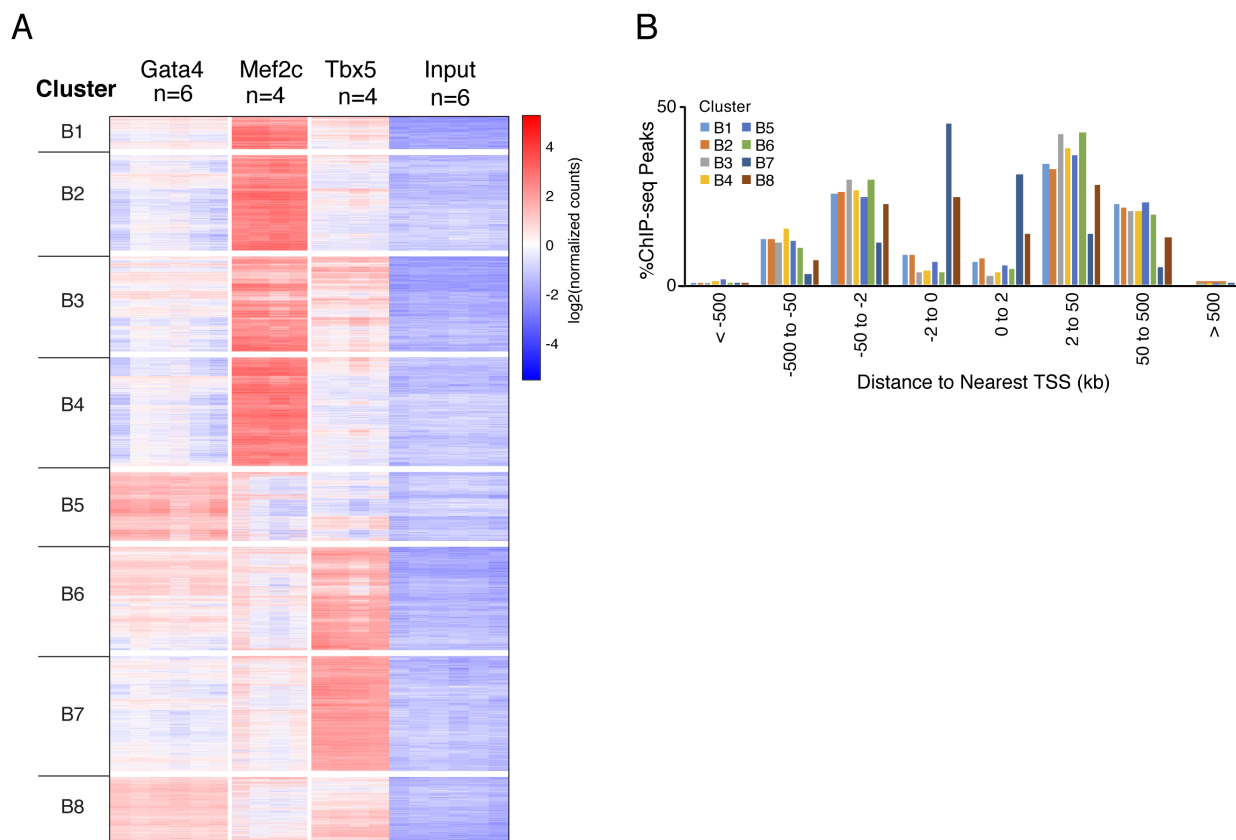 A
Cluster
Gata4
n=6
Mef2c
n=4
Tbx5
n=4
Input
n=6
B1
B2
B3
B4
B5
B6
B7
B8
4
2
0
-2
-4
log2(normalized counts)
B
50
0
%ChIP-seq Peaks
Cluster
B1
B5
B2
B6
B3
B7
B4
B8
< -500
-500 to -50
-50 to -2
-2 to 0
0 to 2
2 to 50
50 to 500
> 500
Distance to Nearest TSS (kb)